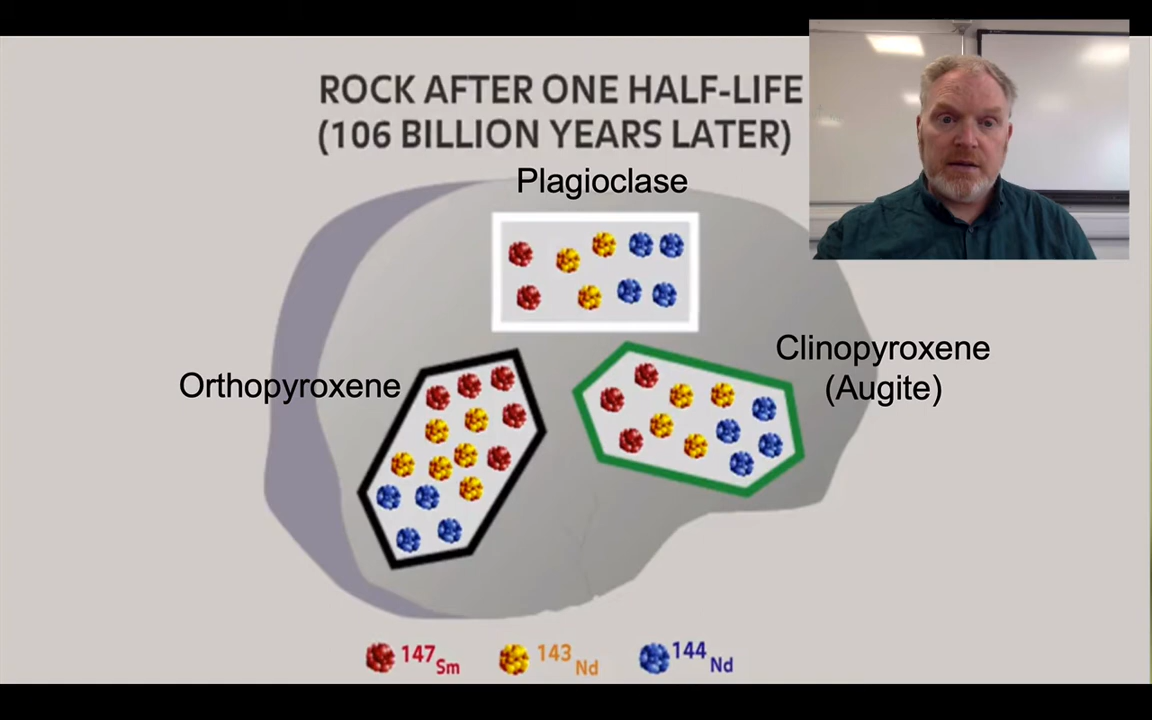 ROCK AFTER ONE HALF-LIFE
(106 BILLION YEARS LATER)
Plagioclase
Clinopyroxene
(Augite)
Orthopyroxene
147Sm 143Nd 144Nd